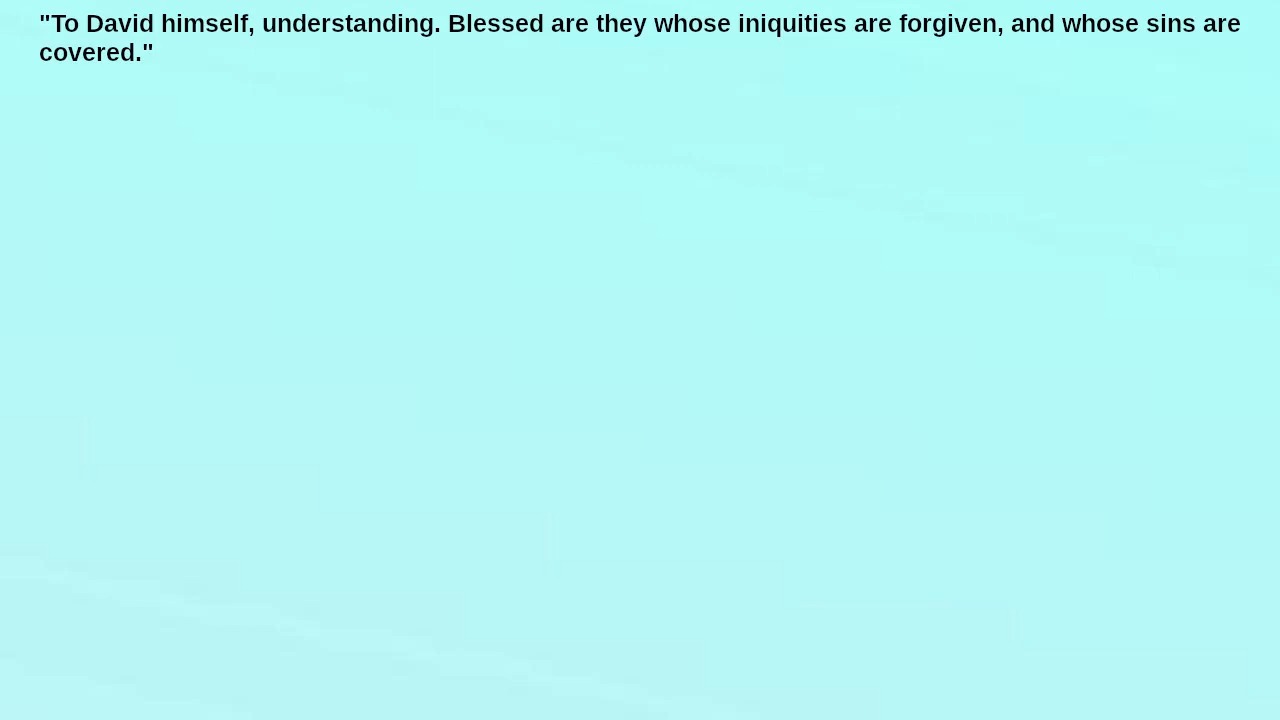 "To David himself, understanding. Blessed are they whose iniquities are forgiven, and whose sins are
covered."